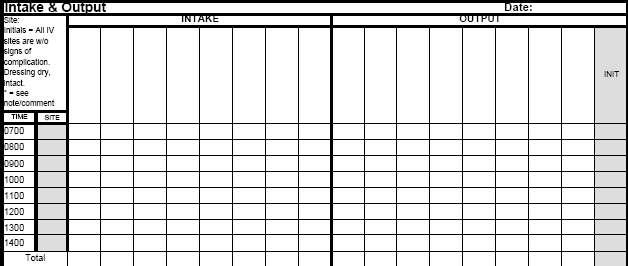 Intake & Output Date:
INTAKE OUTPUT
Site:
Initials = All IV
sites are w/o
signs of
complication.
Dressing dry,
intact.
* = see
note/comment
INIT
TIME SITE
0700
0800
0900
1000
1100
1200
1300
1400
Total